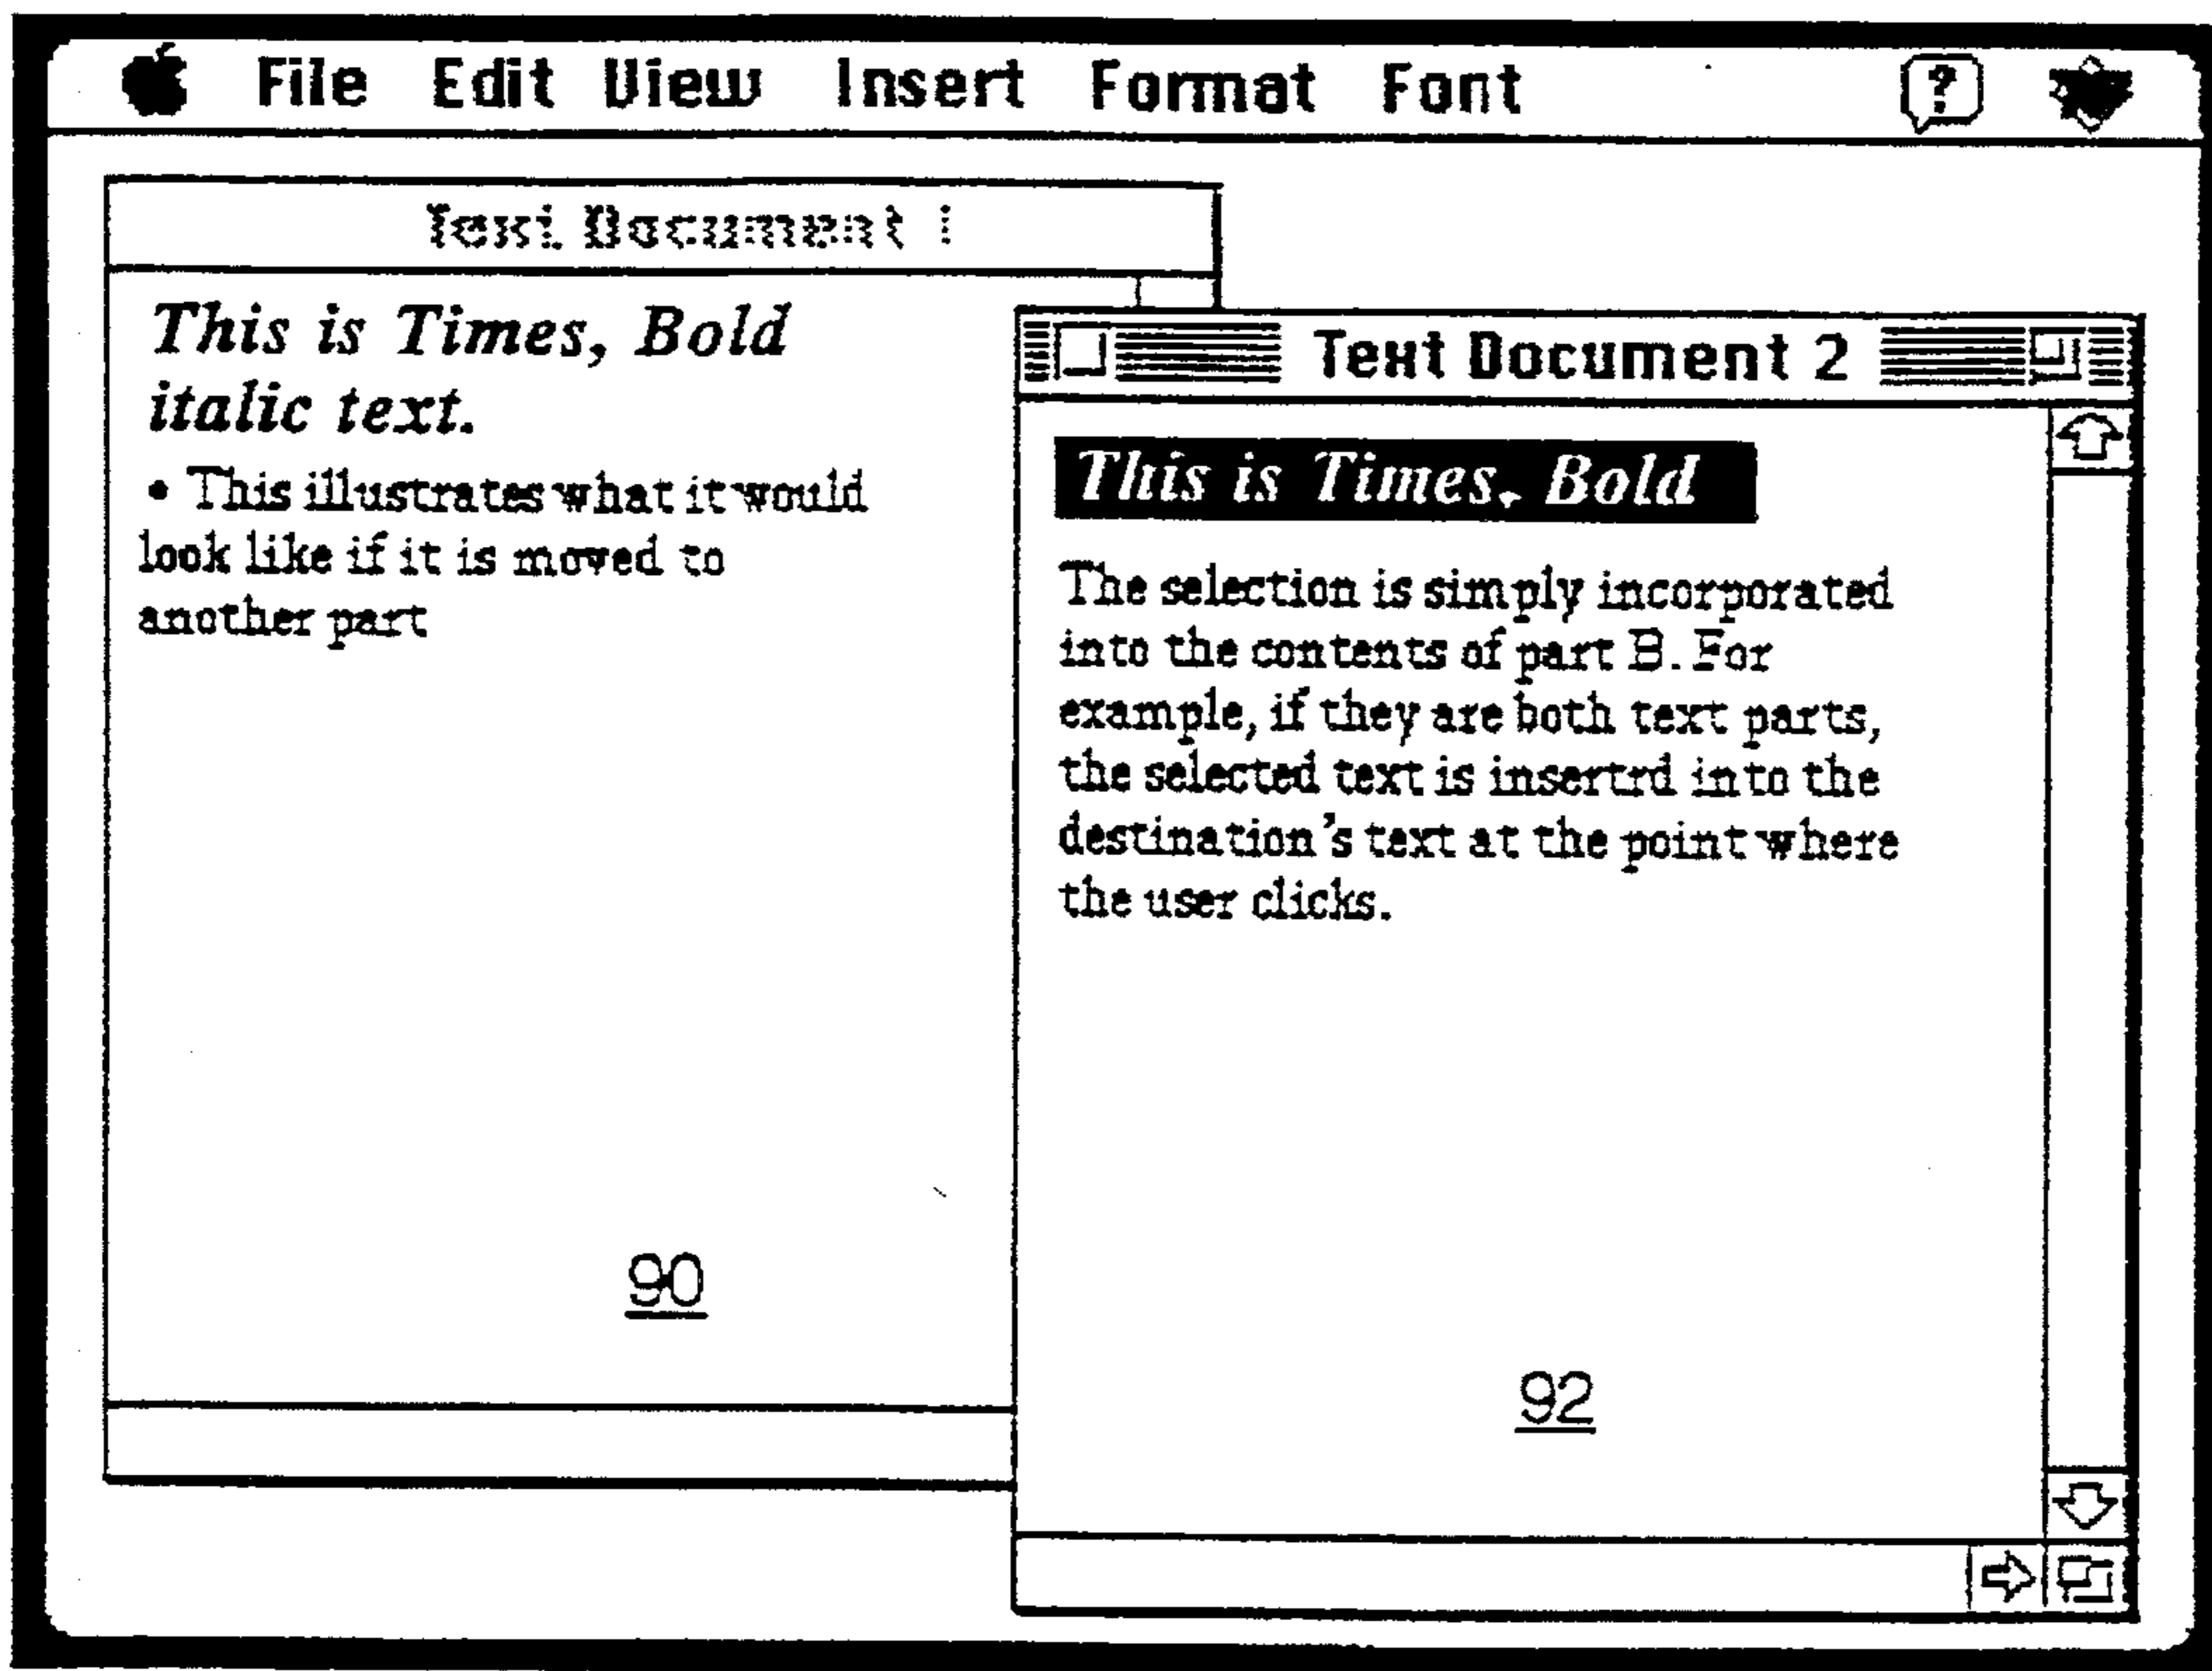 File Edit View Insert Format Font ?
Text Document 1
This is Times, Bold
italic text.
• This illustrates what it would
look like if it is moved to
another part
90
Text Document 2
This is Times, Bold
The selection is simply incorporated
into the contents of part B. For
example, if they are both text parts,
the selected text is insertrd into the
destination's text at the point where
the user clicks.
92